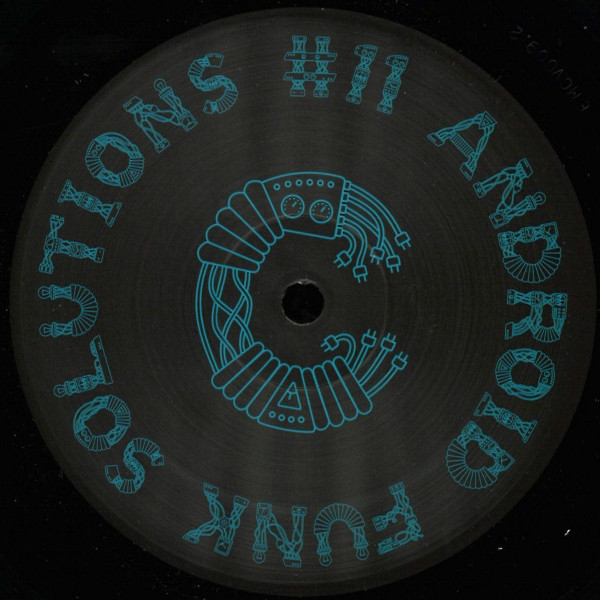 #11 ANDROID FUNK SOLUTIONS
C